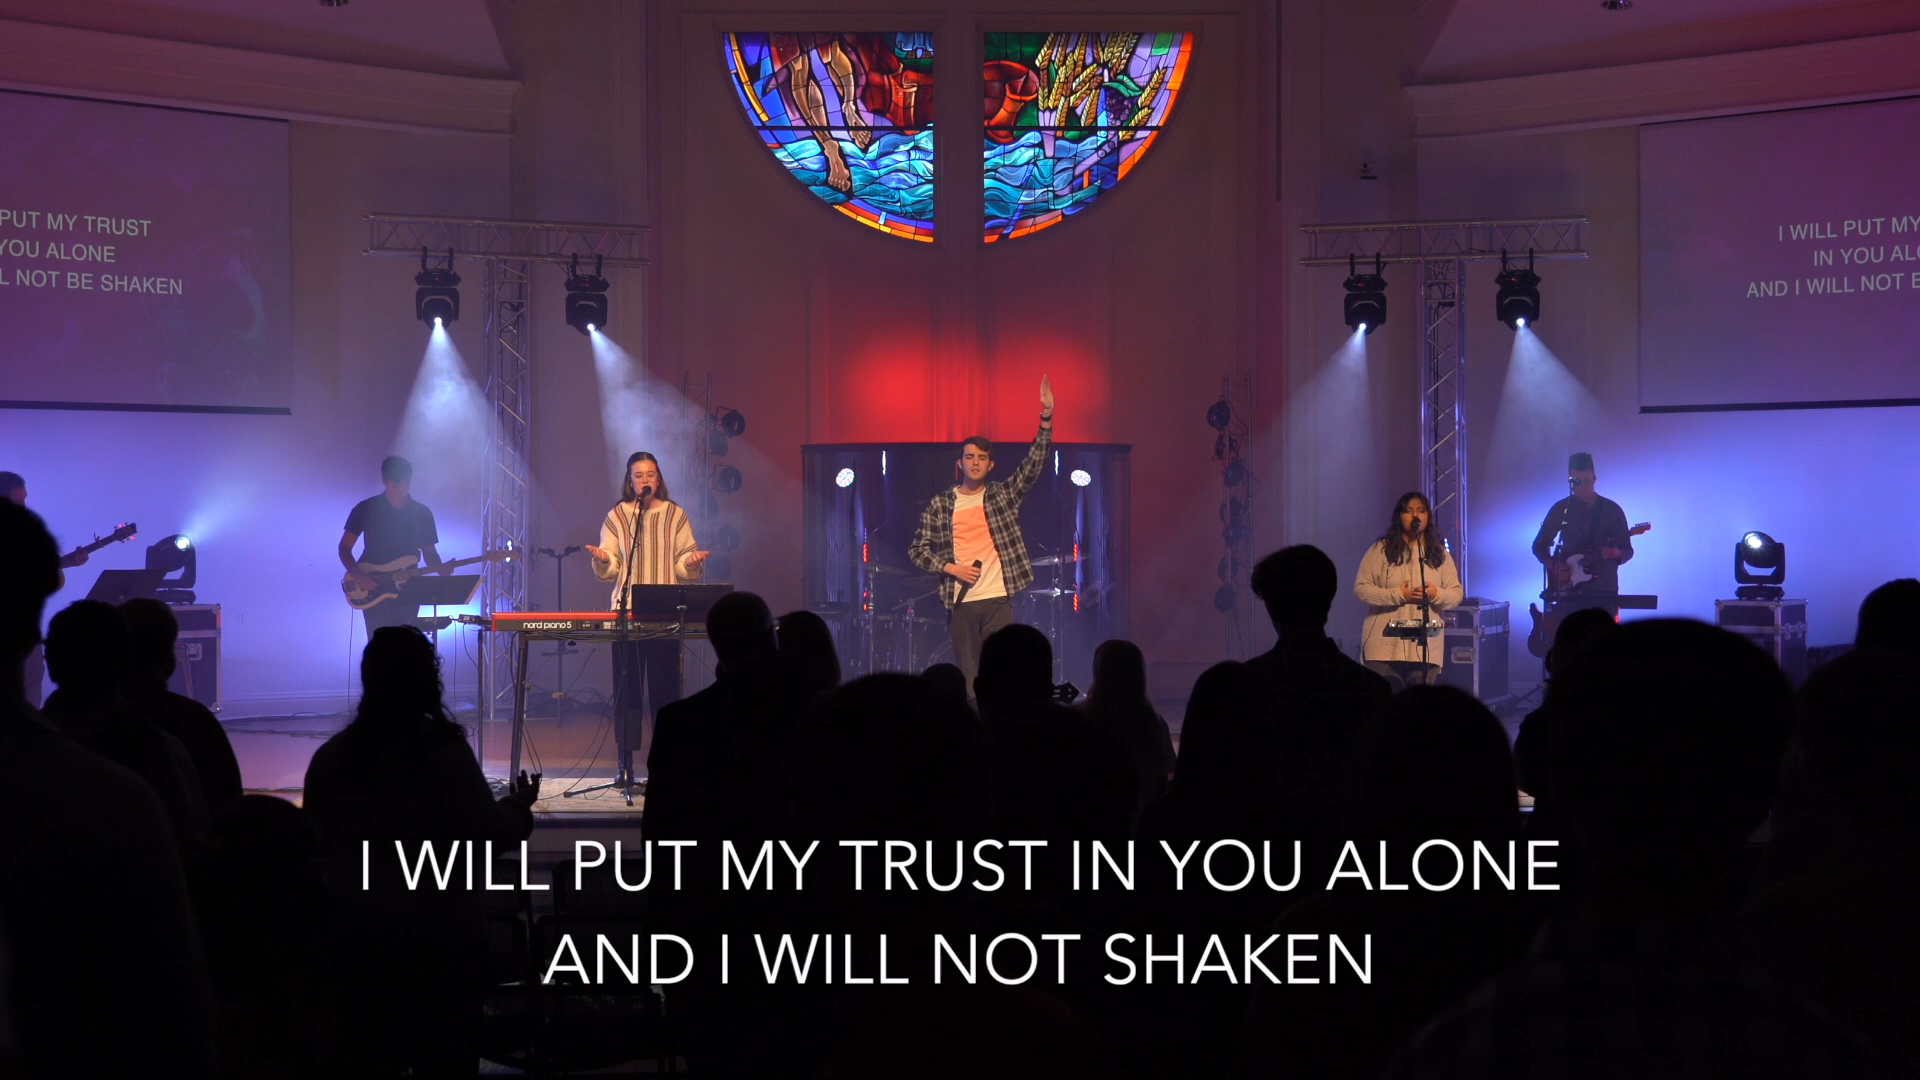 PUT MY TRUST
YOU ALONE
NOT BE SHAKEN
I WILL PUT MY
IN YOU
AND I WILL NOT
nord piano 5
I WILL PUT MY TRUST IN YOU ALONE
AND I WILL NOT SHAKEN